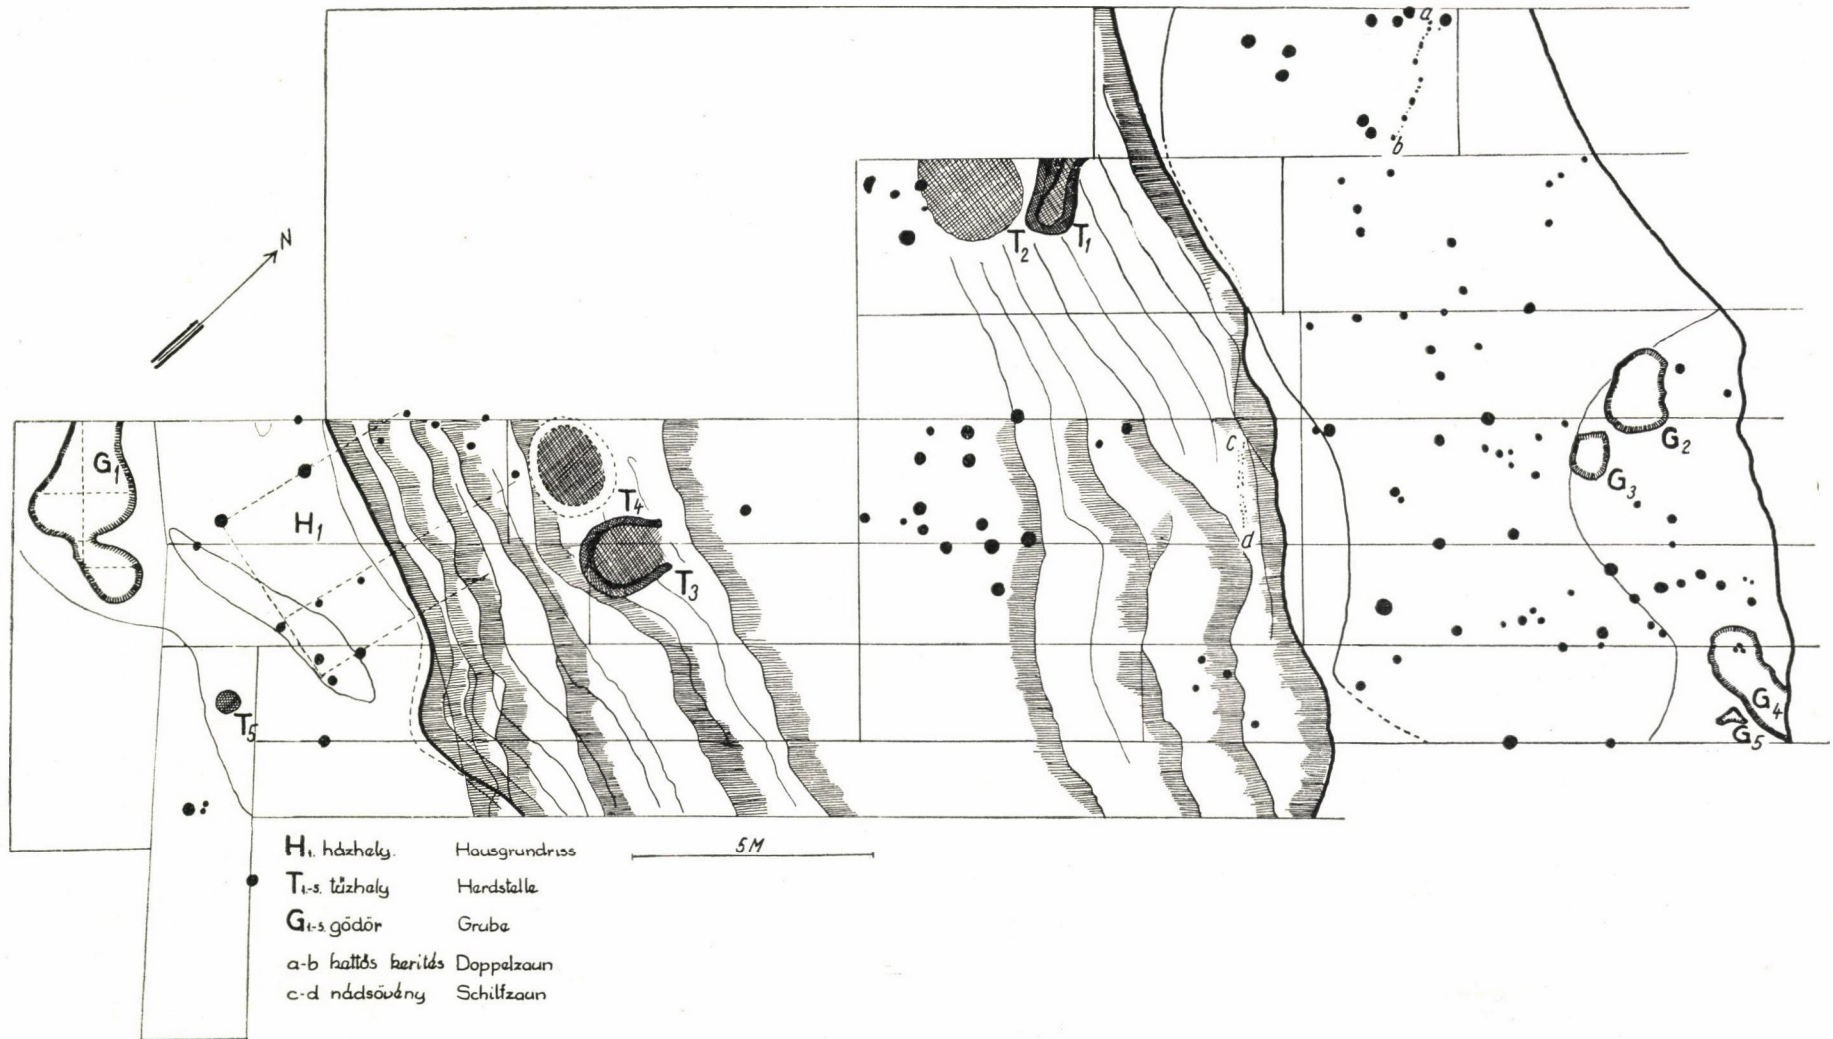 a
b
N
T2
T1
G1
H1
T4
T3
c
d
G2
G3
T5
G4
G5
5 M
H1. házhely. Hausgrundriss
T1-5. tűzhely Herdstelle
G1-5. gödör Grube
a-b kettős kerítés Doppelzaun
c-d nádsövény Schilfzaun